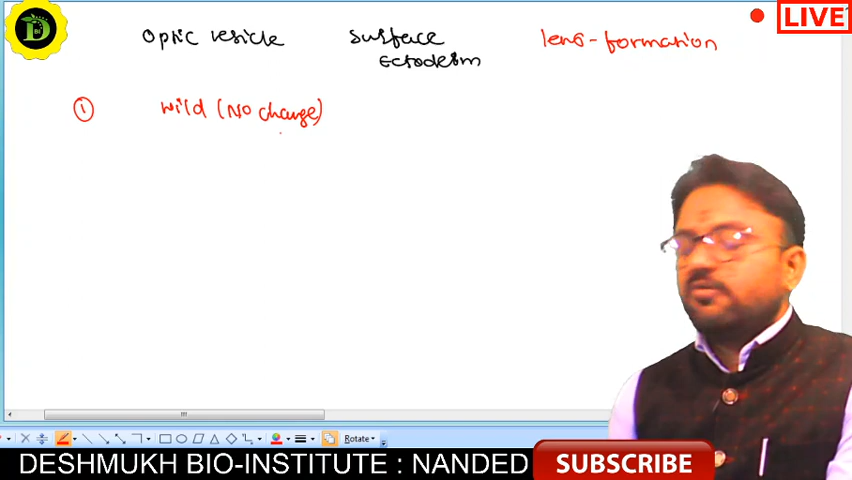 Optic vesicle surface Ectoderm lens-formation
① wild (No change)
LIVE
D
Rotate
DESHMUKH BIO-INSTITUTE : NANDED SUBSCRIBE